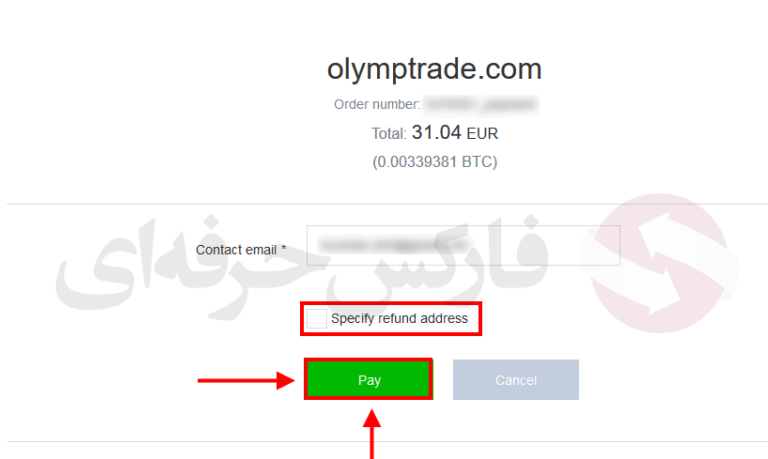 olymptrade.com
Order number:
Total: 31.04 EUR
(0.00339381 BTC)
فارکس حرفه‌ای
Contact email *
Specify refund address
Pay
Cancel